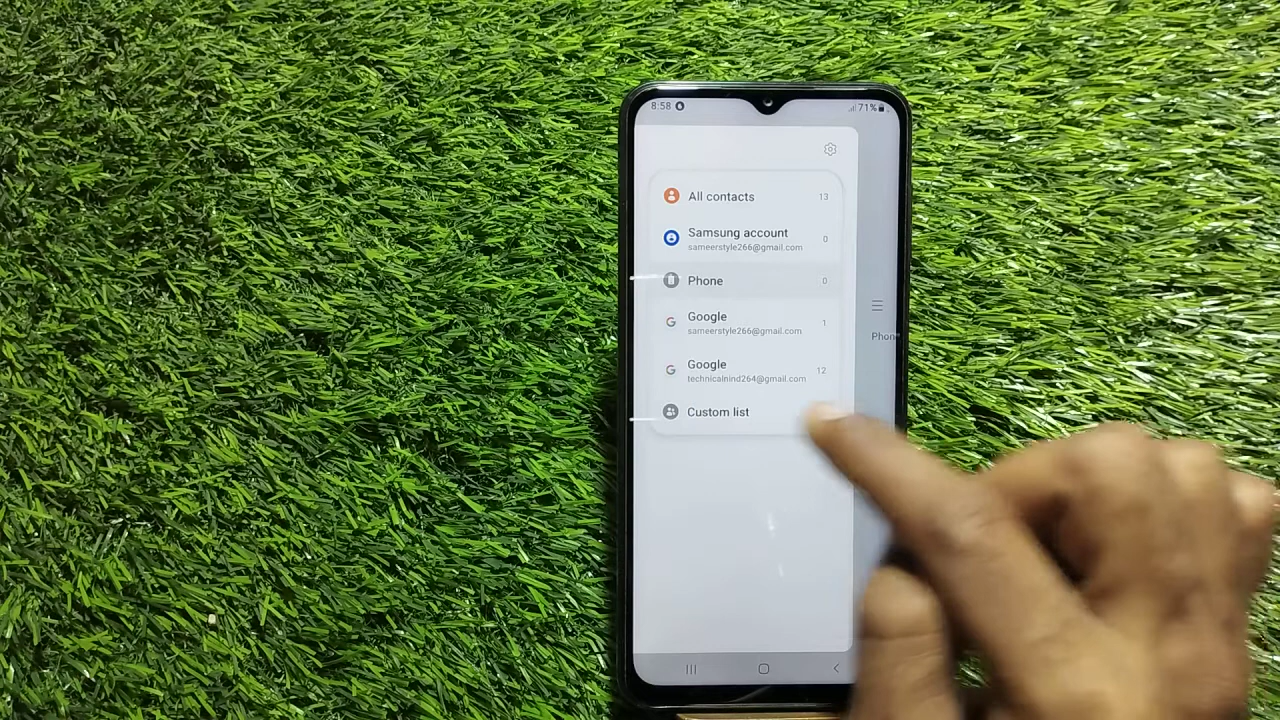 8:58
71%
All contacts 13
Samsung account
sameerstyle266@gmail.com 0
Phone 0
Google
sameerstyle266@gmail.com 1
Google
technicalnind264@gmail.com 12
Custom list
Phone